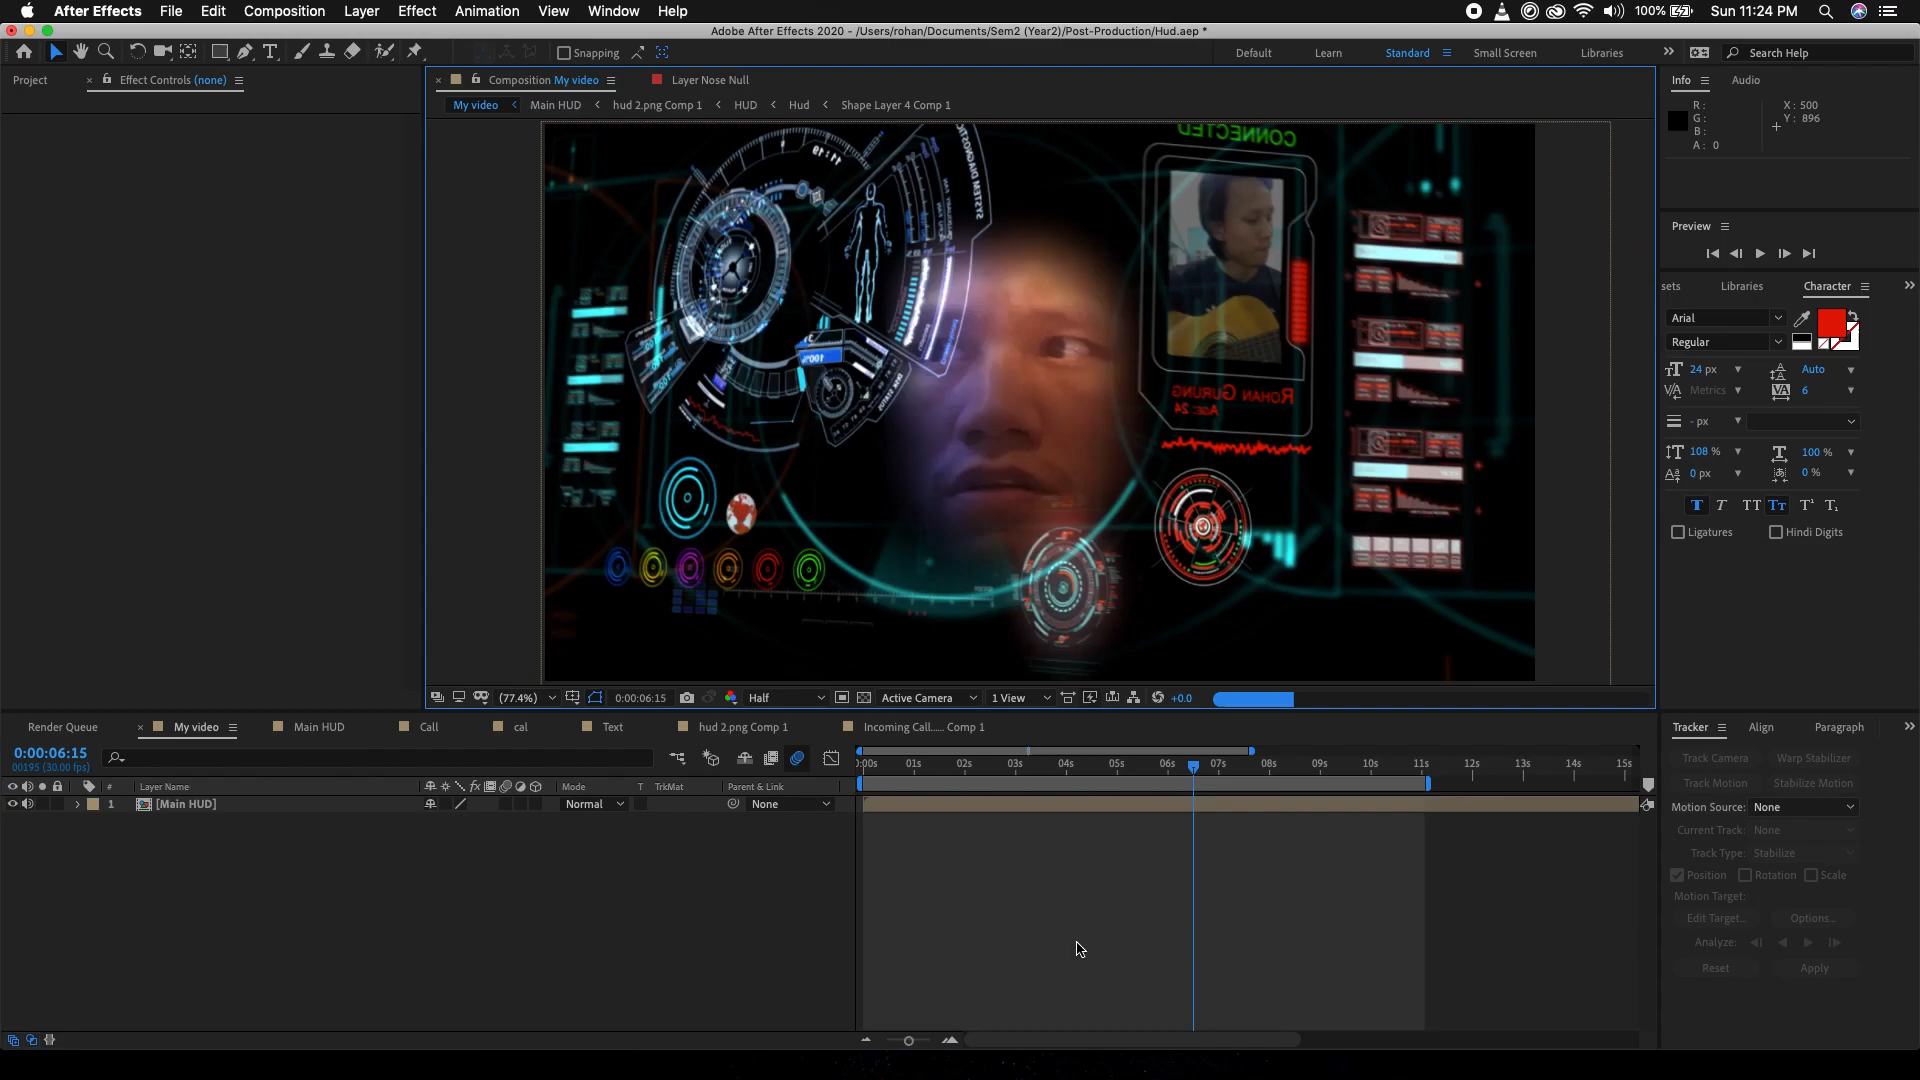 After Effects File Edit Composition Layer Effect Animation View Window Help
100% Sun 11:24 PM
Adobe After Effects 2020 - /Users/rohan/Documents/Sem2 (Year2)/Post-Production/Hud.aep *
Snapping
Default Learn Standard Small Screen Libraries
Search Help
Project
Effect Controls (none)
Composition My video
Layer Nose Null
My video Main HUD hud 2.png Comp 1 HUD Hud Shape Layer 4 Comp 1
CONNECTED
11:19
SYSTEM DIAGNOSTIC
100%
ROHAN GURUNG
AGE: 24
(77.4%) 0:00:06:15 Half Active Camera 1 View +0.0
Info Audio
R:
G:
B:
A: 0
X: 500
Y: 896
Preview
sets Libraries Character
Arial
Regular
24 px Auto
Metrics 6
- px
108 % 100 %
0 px 0 %
T T TT Tt T¹ T₁
Ligatures Hindi Digits
Render Queue My video Main HUD Call cal Text hud 2.png Comp 1 Incoming Call...... Comp 1
0:00:06:15
00195 (30.00 fps)
):00s 01s 02s 03s 04s 05s 06s 07s 08s 09s 10s 11s 12s 13s 14s 15s
# Layer Name Mode T TrkMat Parent & Link
1 [Main HUD] Normal None
Tracker Align Paragraph
Track Camera Warp Stabilizer
Track Motion Stabilize Motion
Motion Source: None
Current Track: None
Track Type: Stabilize
Position Rotation Scale
Motion Target:
Edit Target... Options...
Analyze:
Reset Apply